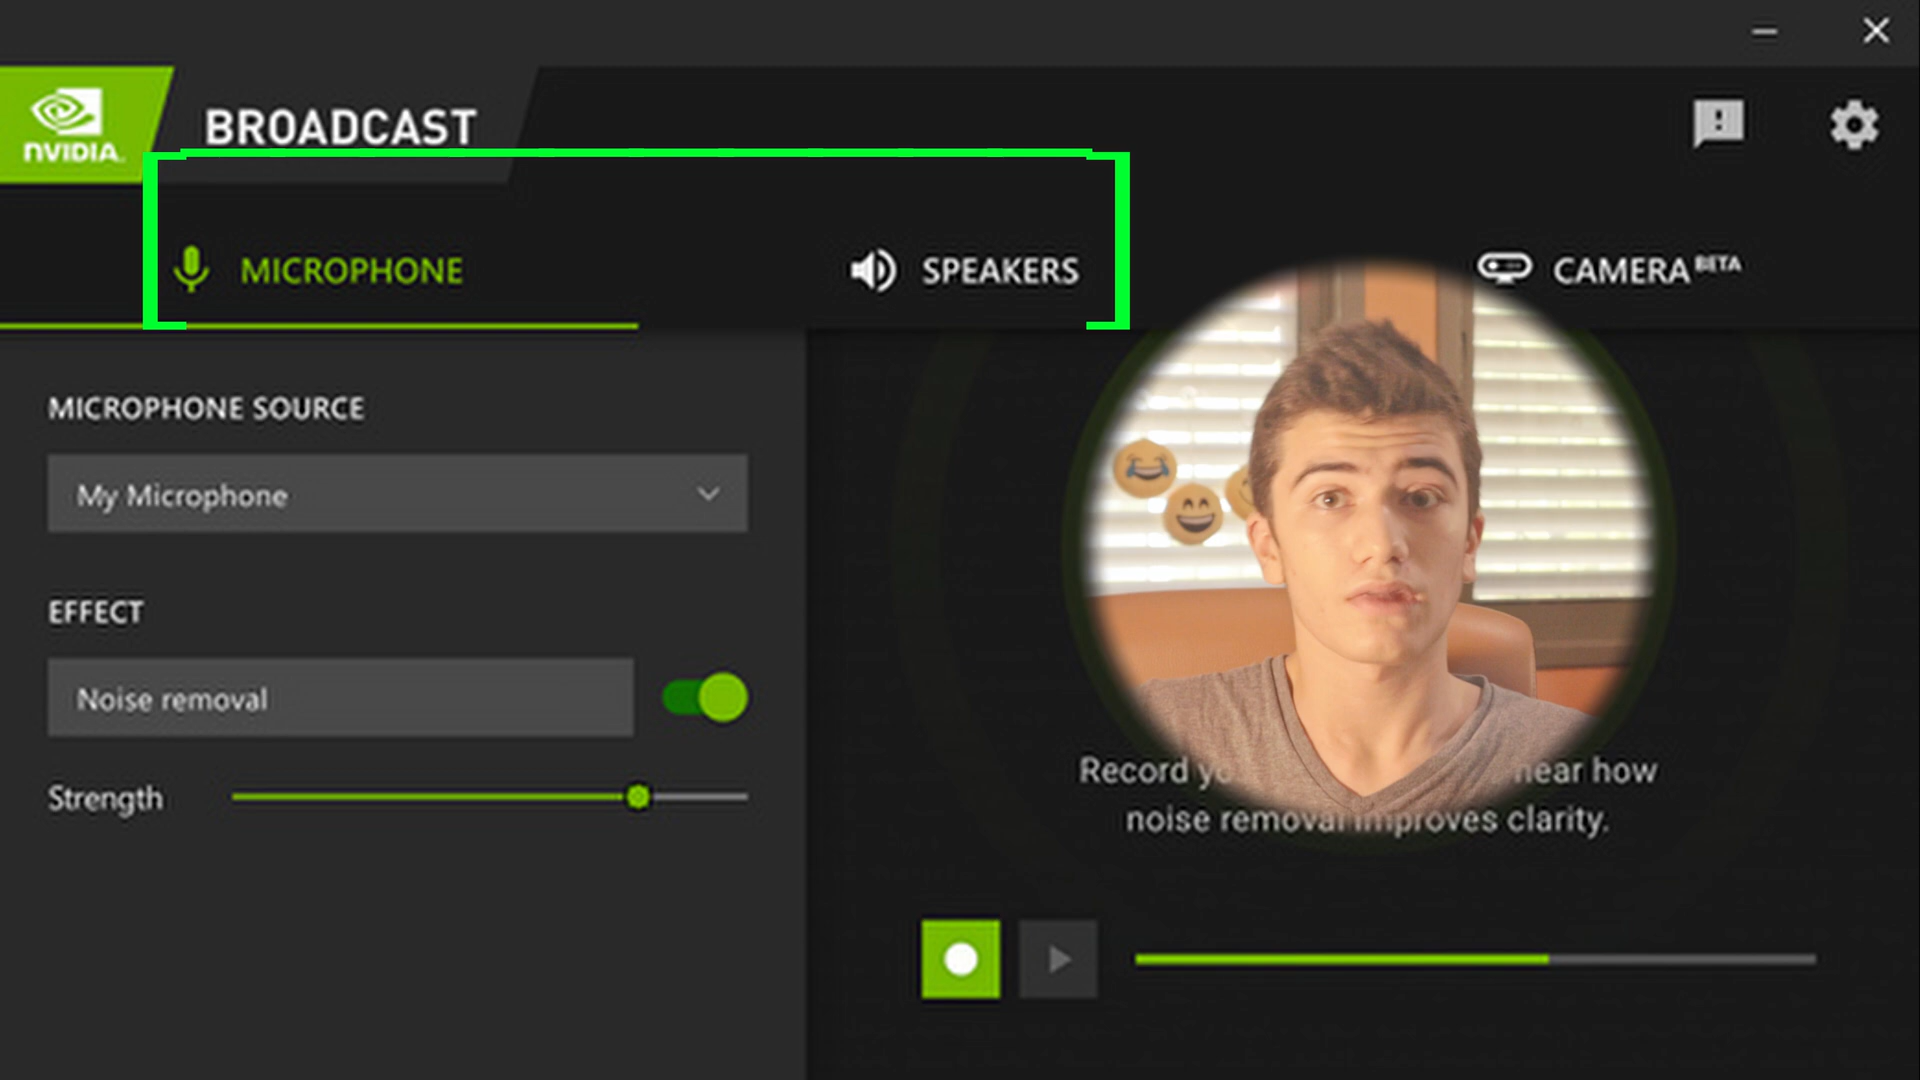 NVIDIA.
BROADCAST
MICROPHONE
SPEAKERS
CAMERA BETA
MICROPHONE SOURCE
My Microphone
EFFECT
Noise removal
Strength
Record hear how
noise removal improves clarity.